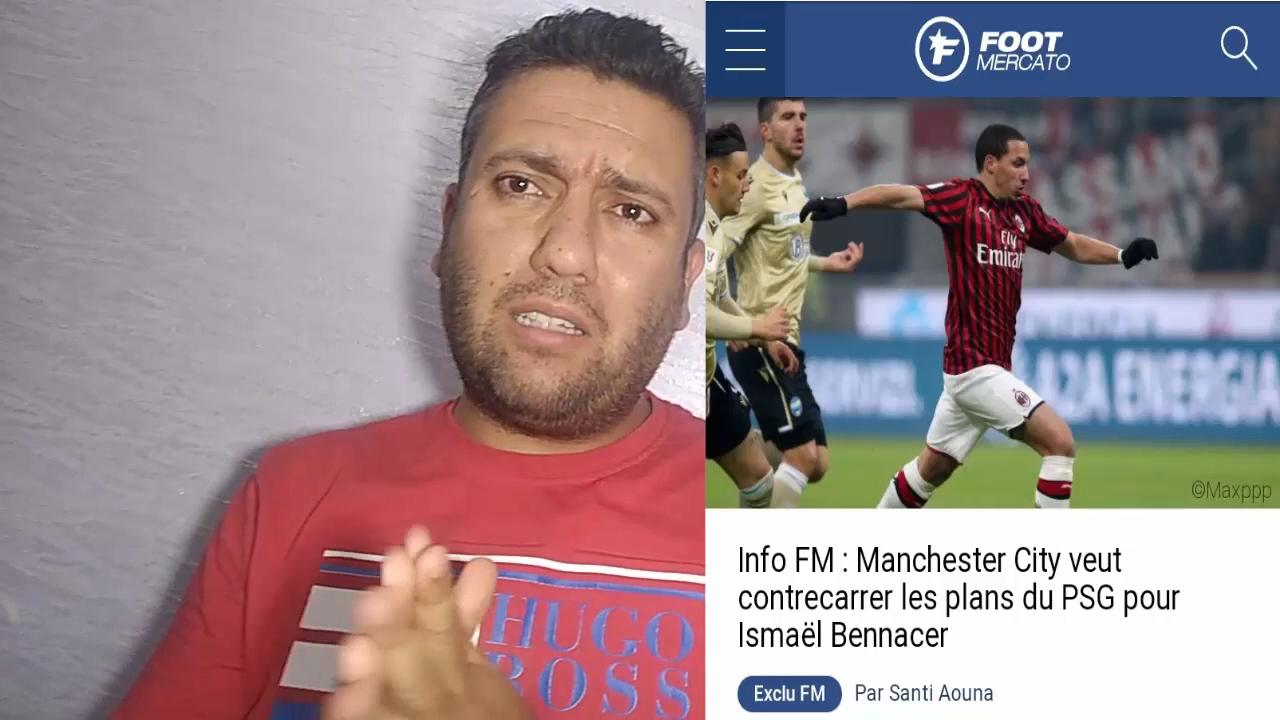 FOOT
MERCATO
Fly
Emirat
©Maxppp
Info FM : Manchester City veut
contrecarrer les plans du PSG pour
Ismaël Bennacer
Exclu FM Par Santi Aouna
HUGO
BOSS